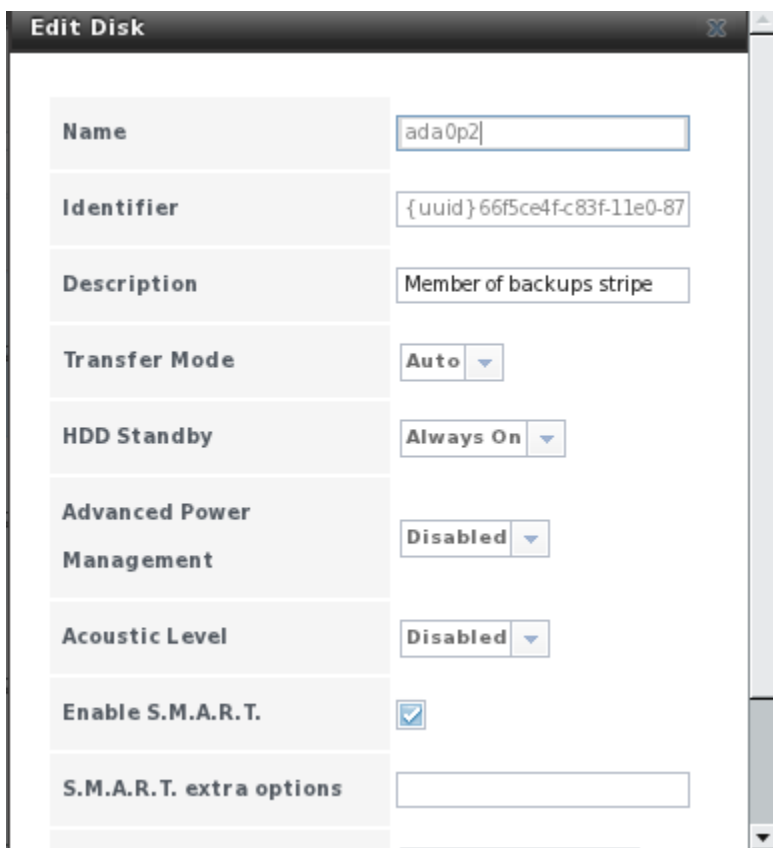 Edit Disk
Name
ada0p2
Identifier
{uuid}66f5ce4f-c83f-11e0-87
Description
Member of backups stripe
Transfer Mode
Auto
HDD Standby
Always On
Advanced Power
Management
Disabled
Acoustic Level
Disabled
Enable S.M.A.R.T.
S.M.A.R.T. extra options